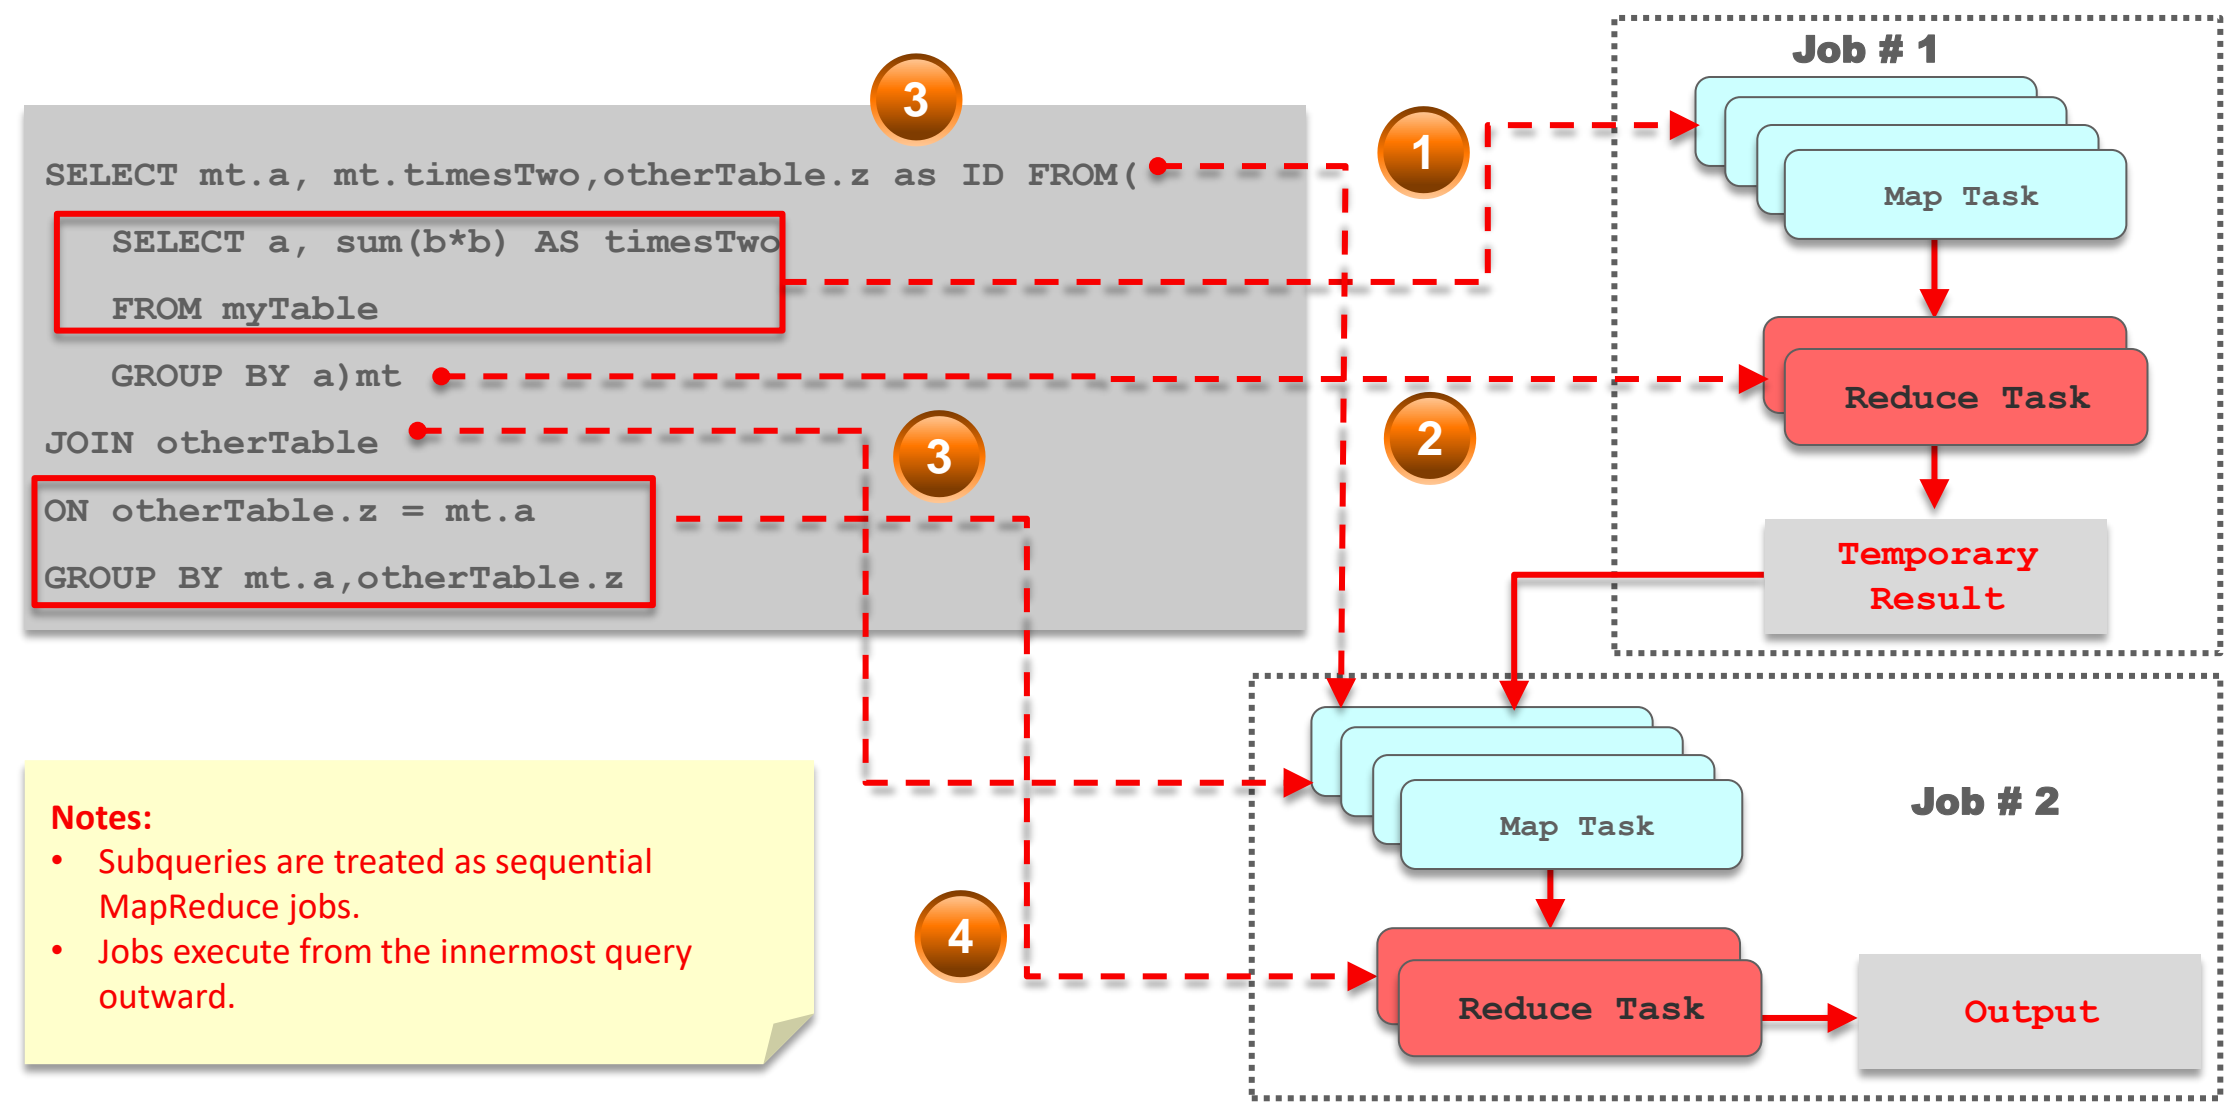 3
SELECT mt.a, mt.timesTwo,otherTable.z as ID FROM(
SELECT a, sum(b*b) AS timesTwo
FROM myTable
GROUP BY a)mt
JOIN otherTable
3
ON otherTable.z = mt.a
GROUP BY mt.a,otherTable.z
1
2
Job # 1
Map Task
Reduce Task
Temporary
Result
Notes:
• Subqueries are treated as sequential
MapReduce jobs.
• Jobs execute from the innermost query
outward.
4
Job # 2
Map Task
Reduce Task
Output